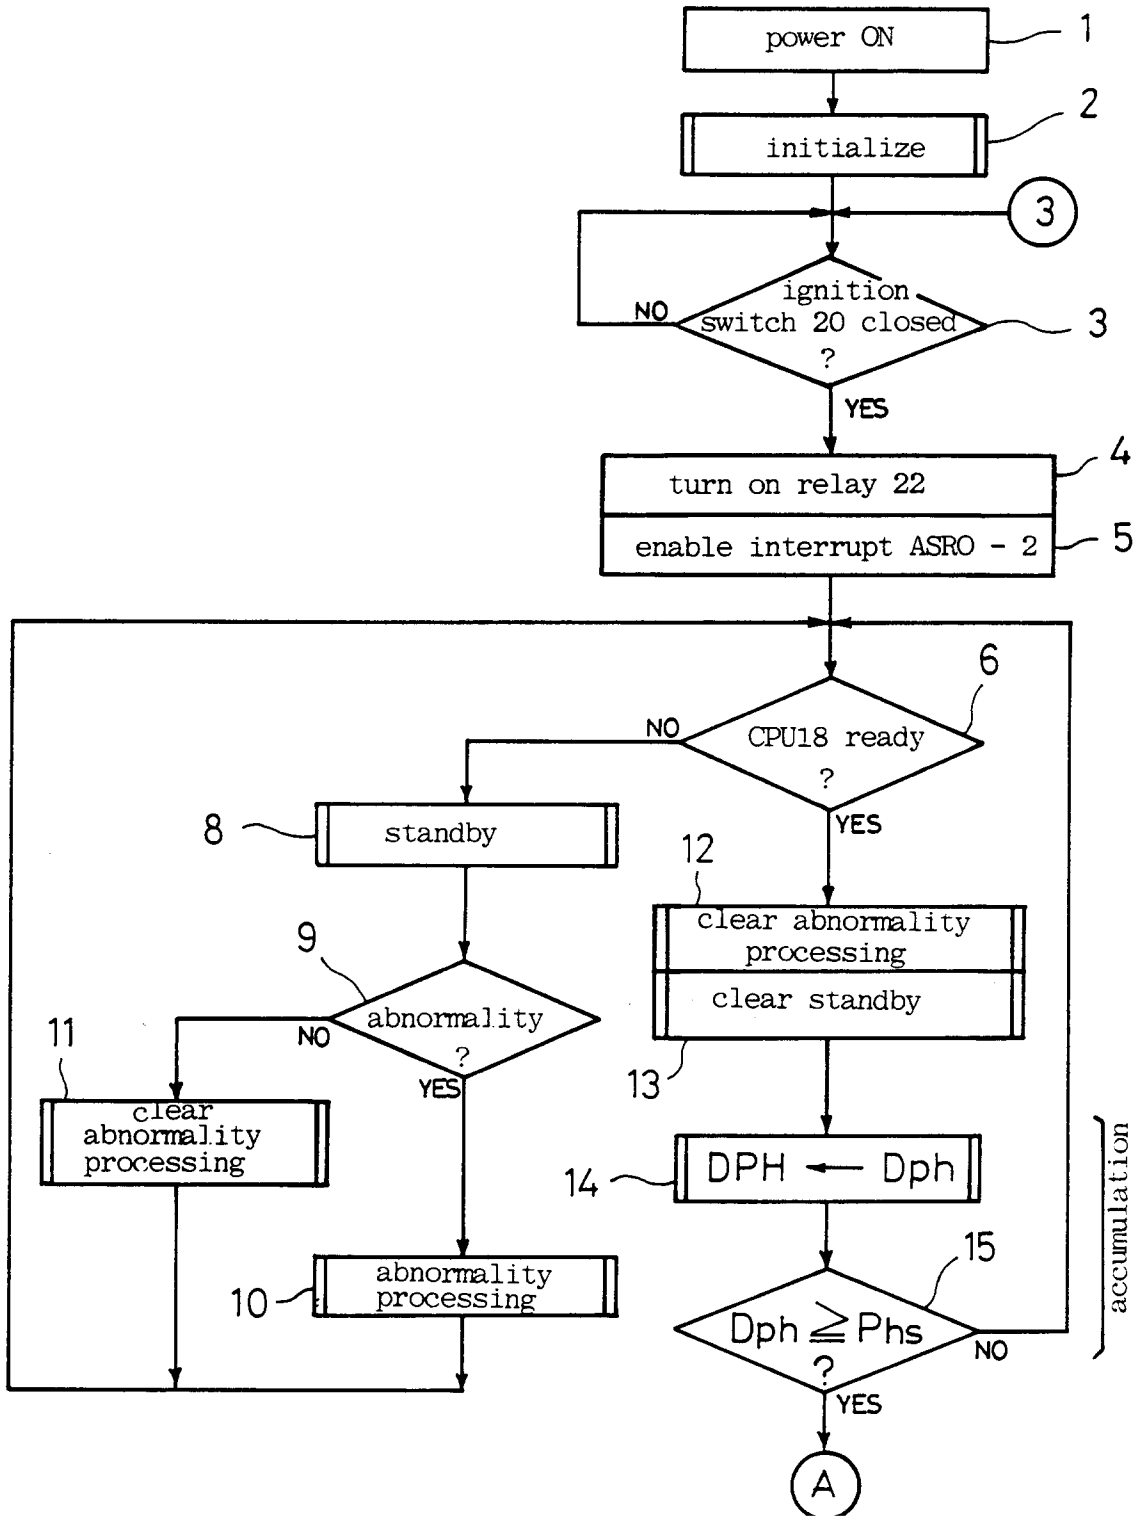 power ON
1
initialize
2
3
ignition
switch 20 closed
?
NO
3
YES
turn on relay 22
4
enable interrupt ASRO - 2
5
6
CPU18 ready
?
NO
YES
8
standby
12
clear abnormality
processing
clear standby
13
9
abnormality
?
NO
YES
11
clear
abnormality
processing
10
abnormality
processing
14
DPH ← Dph
15
Dph ≧ Phs
?
NO
YES
accumulation
A